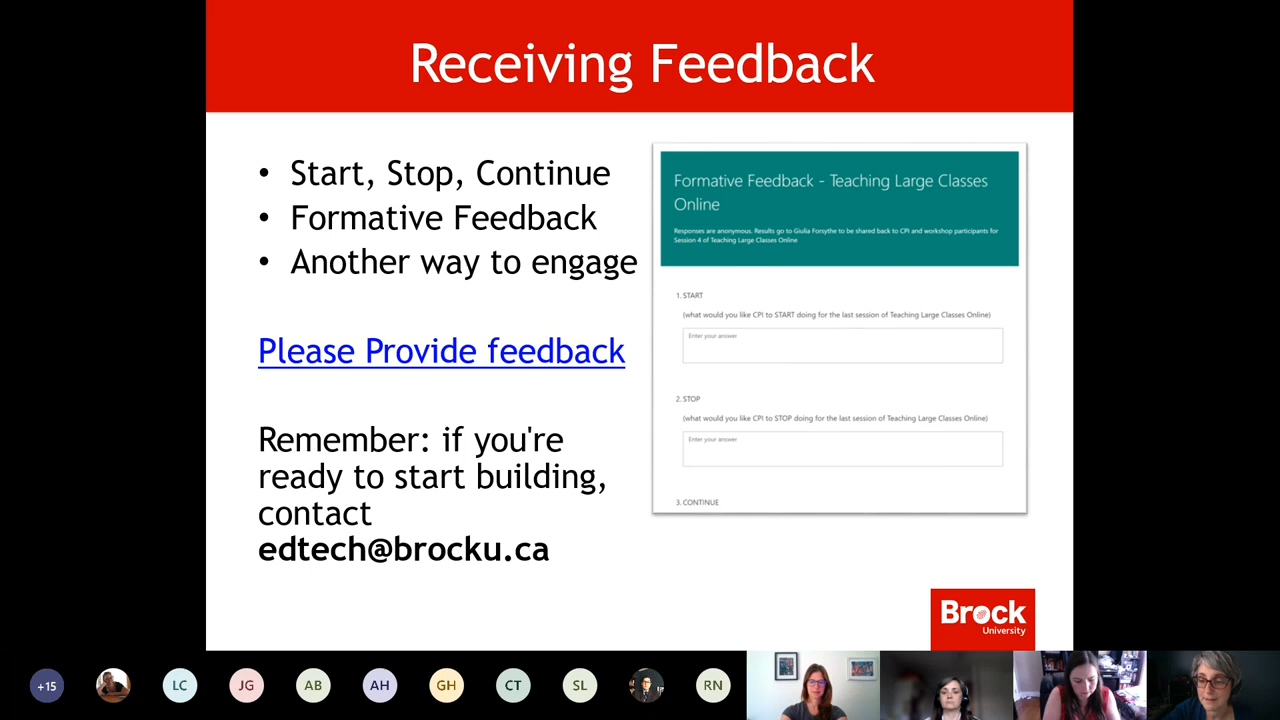 Receiving Feedback
• Start, Stop, Continue
• Formative Feedback
• Another way to engage
Please Provide feedback
Remember: if you're
ready to start building,
contact
edtech@brocku.ca
Formative Feedback - Teaching Large Classes
Online
Responses are anonymous. Results go to Giulia Forsythe to be shared back to CPI and workshop participants for
Session 4 of Teaching Large Classes Online
1. START
(what would you like CPI to START doing for the last session of Teaching Large Classes Online)
Enter your answer
2. STOP
(what would you like CPI to STOP doing for the last session of Teaching Large Classes Online)
Enter your answer
3. CONTINUE
Brock
University
+15
LC
JG
AB
AH
GH
CT
SL
RN